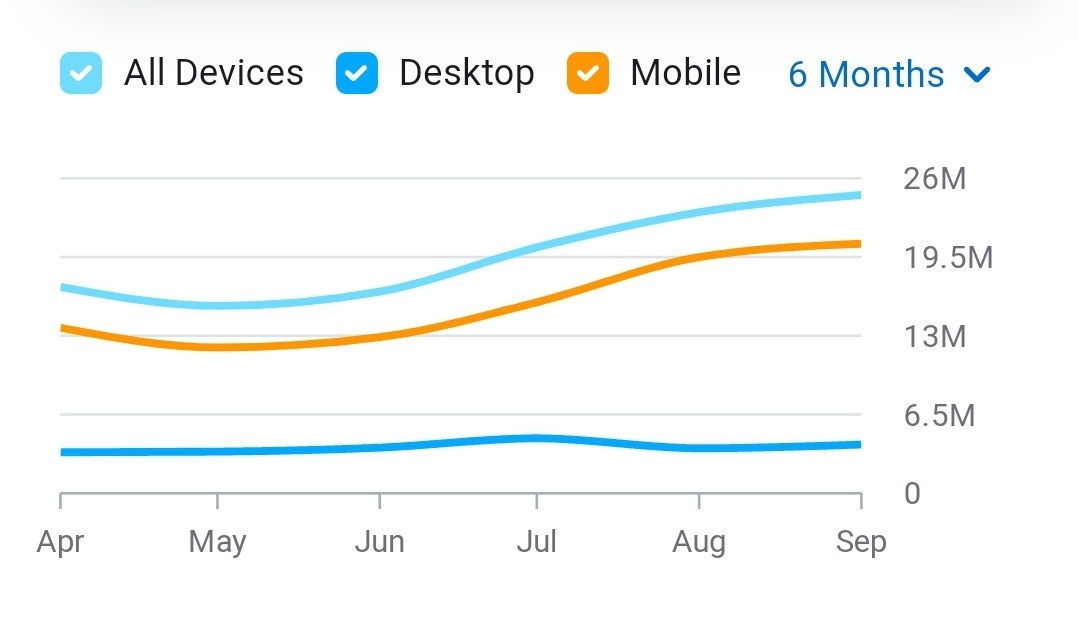 All Devices Desktop Mobile 6 Months
26M
19.5M
13M
6.5M
0
Apr May Jun Jul Aug Sep